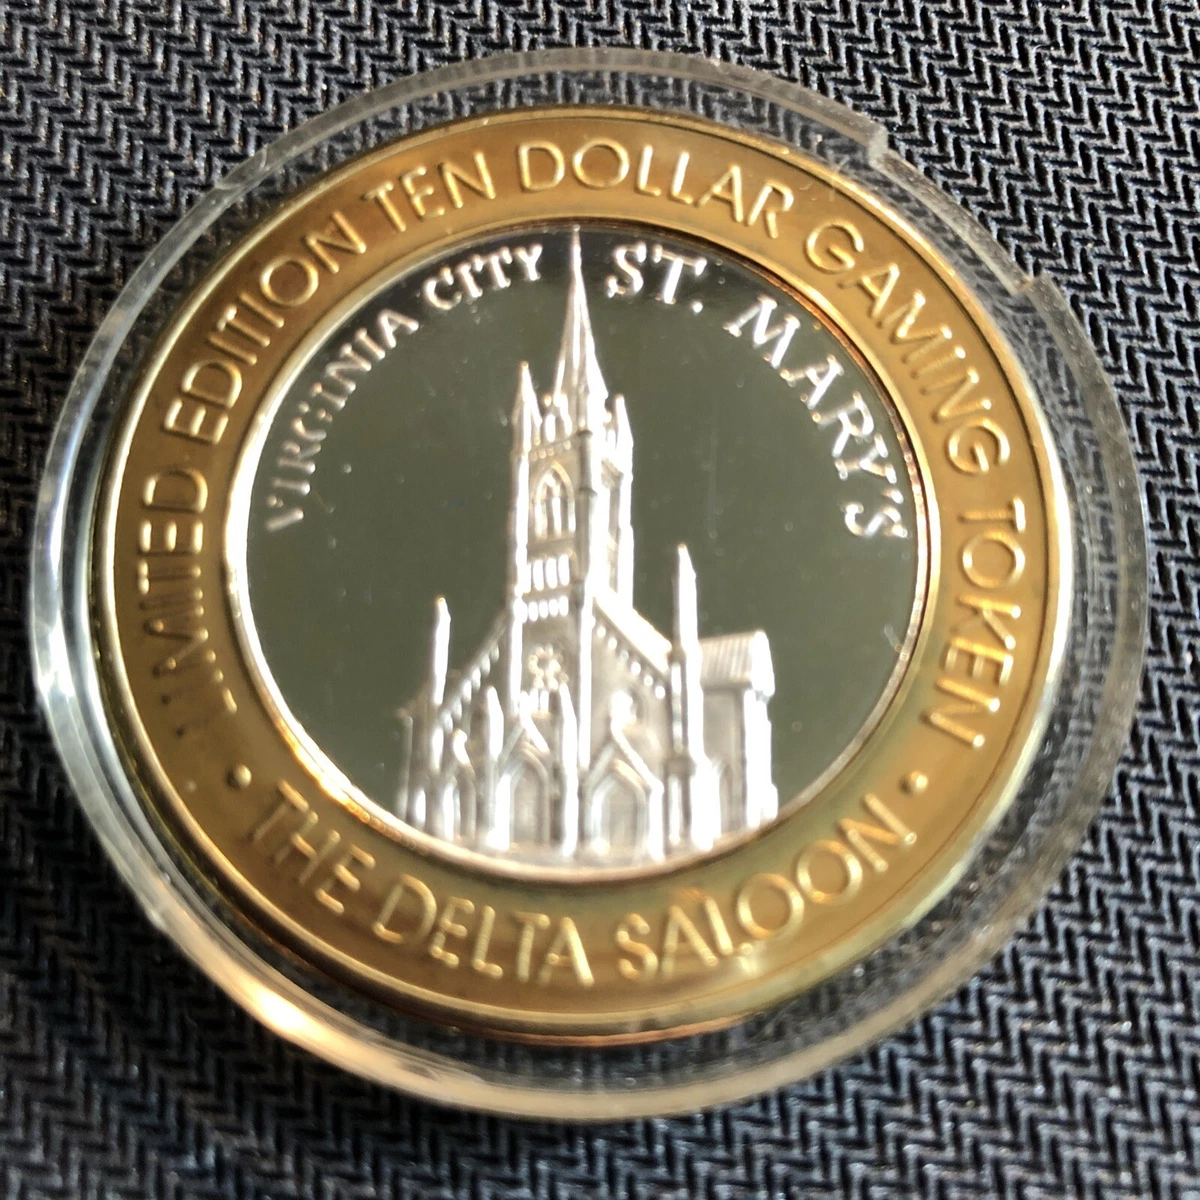 LIMITED EDITION TEN DOLLAR GAMING TOKEN
• THE DELTA SALOON •
VIRGINIA CITY ST. MARY'S